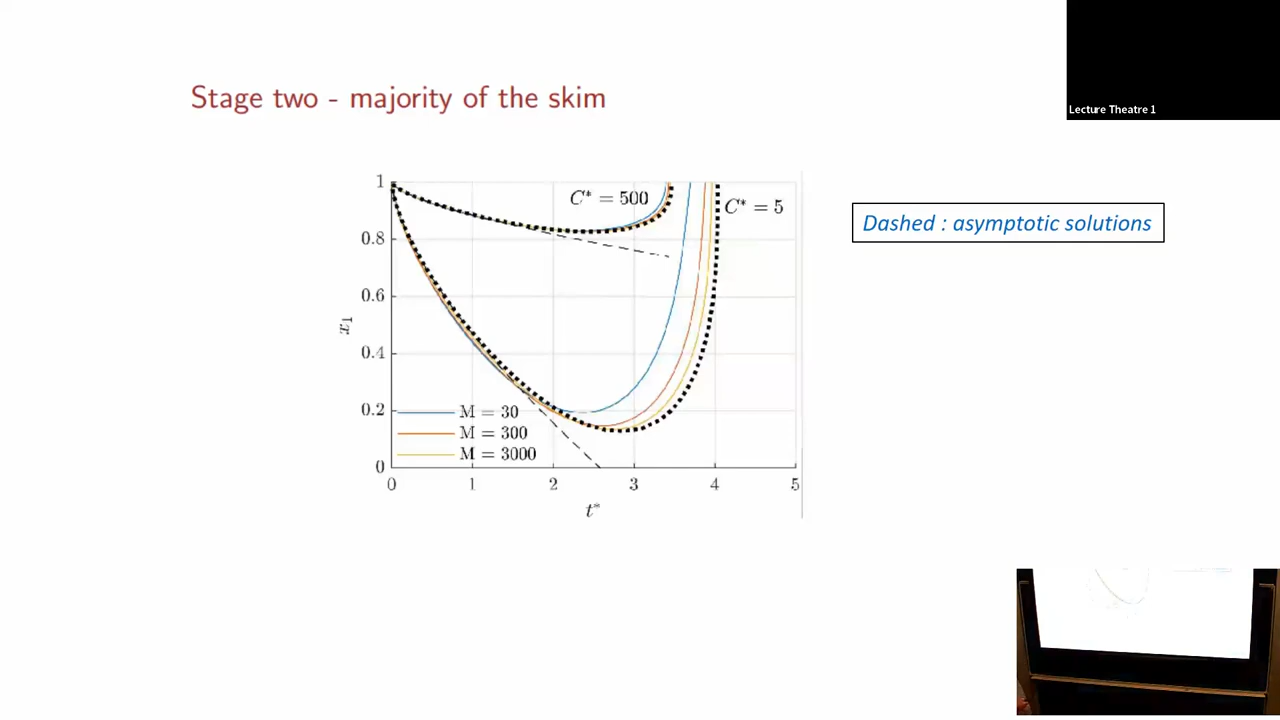 Lecture Theatre 1
Stage two - majority of the skim
C* = 500
C* = 5
Dashed : asymptotic solutions
1
0.8
0.6
0.4
0.2
0
x₁
M = 30
M = 300
M = 3000
0 1 2 3 4 5
t*